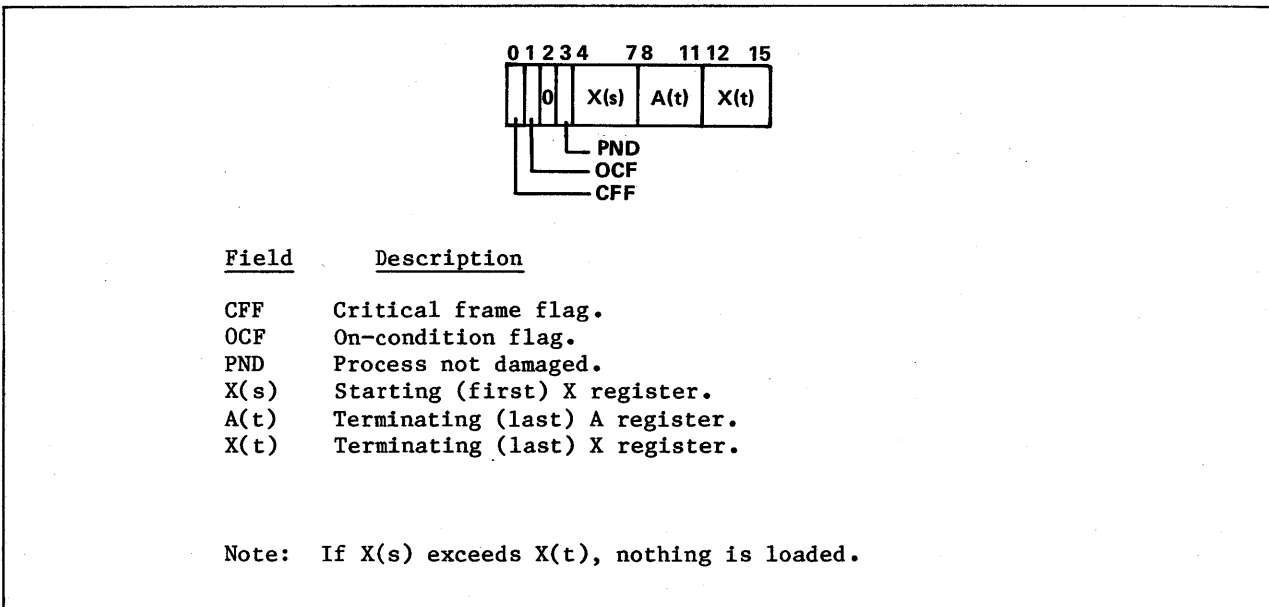 0 1 2 3 4 7 8 11 12 15
0 X(s) A(t) X(t)
PND
OCF
CFF
Field Description
CFF Critical frame flag.
OCF On-condition flag.
PND Process not damaged.
X(s) Starting (first) X register.
A(t) Terminating (last) A register.
X(t) Terminating (last) X register.
Note: If X(s) exceeds X(t), nothing is loaded.